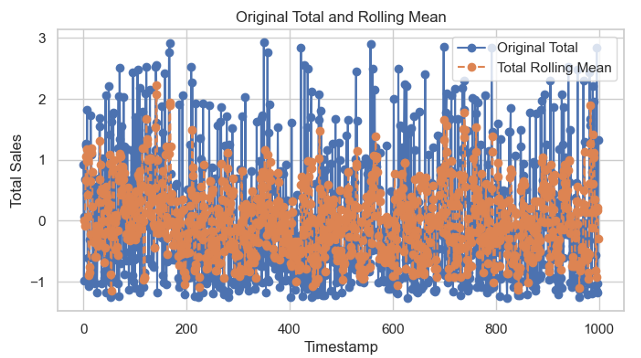 Original Total and Rolling Mean
3
2
1
0
−1
Total Sales
Original Total
Total Rolling Mean
0
200
400
600
800
1000
Timestamp